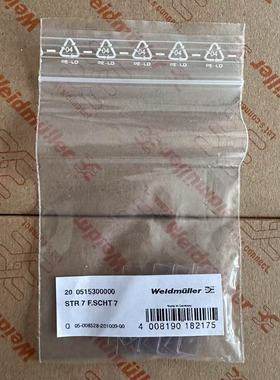 04 04 04 04 04
PE-LD PE-LD PE-LD PE-LD PE-LD
Weidmüller
20 0515300000
STR 7 F.SCHT 7
Weidmüller
Made in Germany
Q 05-008528-201009-00
4 008190 182175